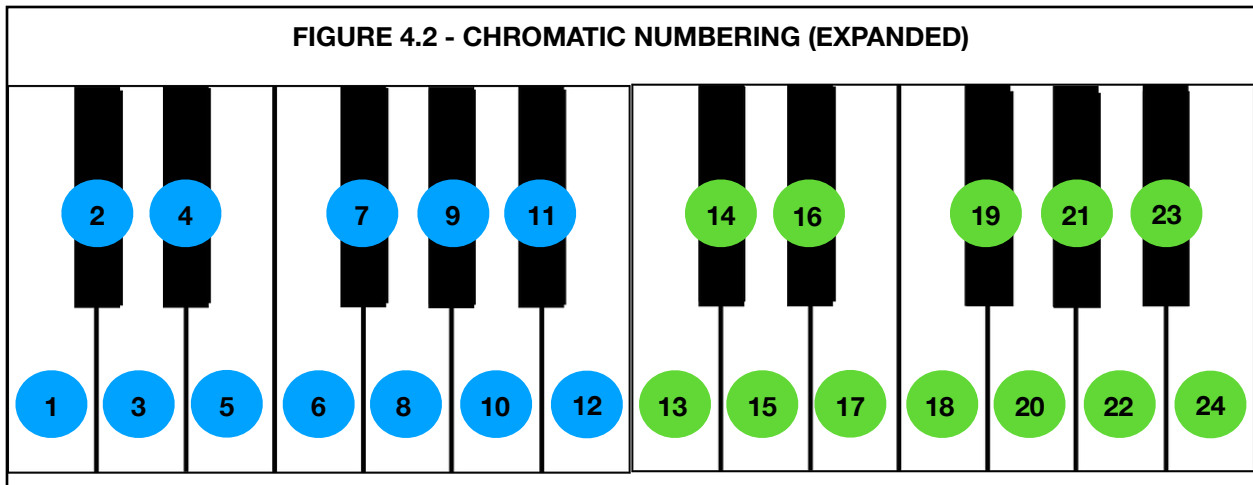 FIGURE 4.2 - CHROMATIC NUMBERING (EXPANDED)
2 4 7 9 11 14 16 19 21 23
1 3 5 6 8 10 12 13 15 17 18 20 22 24